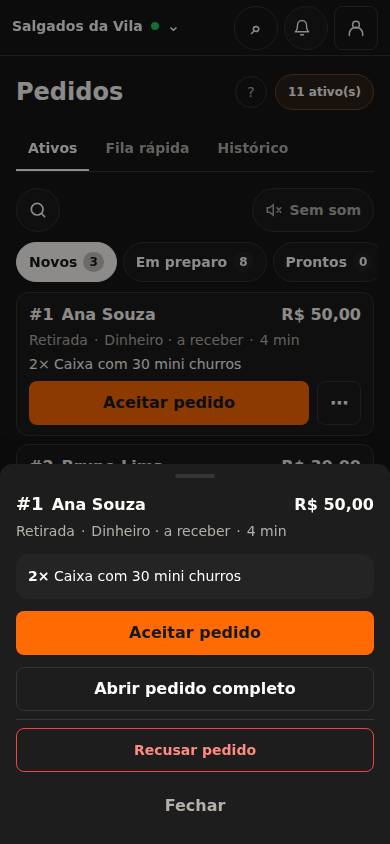 Salgados da Vila
Pedidos
?
11 ativo(s)
Ativos
Fila rápida
Histórico
Sem som
Novos 3
Em preparo 8
Prontos 0
#1 Ana Souza
R$ 50,00
Retirada · Dinheiro · a receber · 4 min
2× Caixa com 30 mini churros
Aceitar pedido
#2 Bruno Lima
#1 Ana Souza
R$ 50,00
Retirada · Dinheiro · a receber · 4 min
2× Caixa com 30 mini churros
Aceitar pedido
Abrir pedido completo
Recusar pedido
Fechar